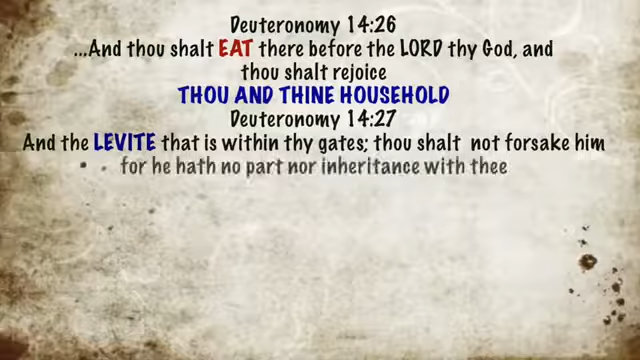 Deuteronomy 14:26
...And thou shalt EAT there before the LORD thy God, and
thou shalt rejoice
THOU AND THINE HOUSEHOLD
Deuteronomy 14:27
And the LEVITE that is within thy gates; thou shalt not forsake him
for he hath no part nor inheritance with thee